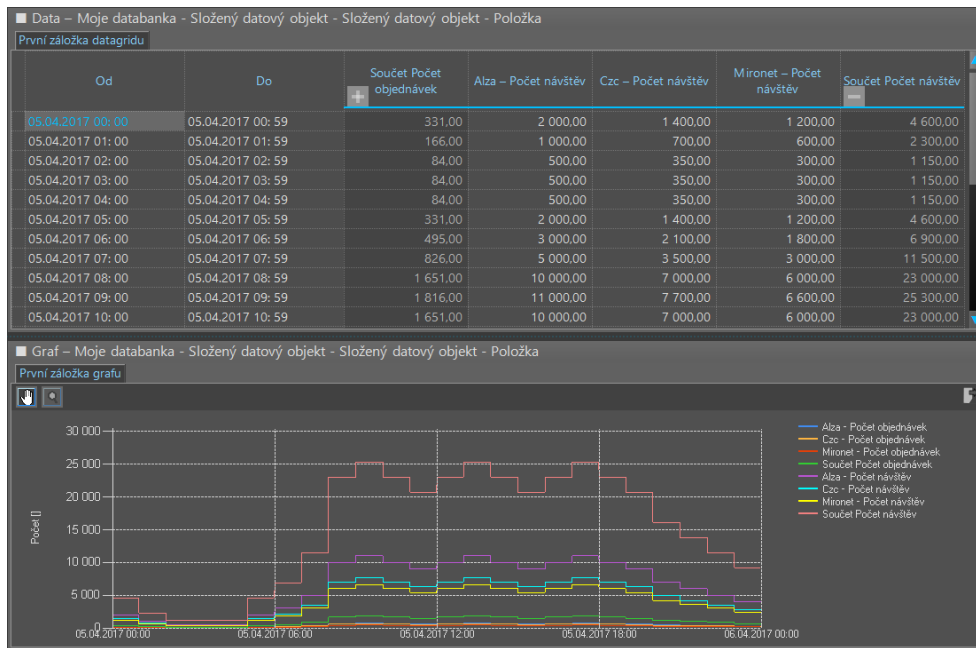 Data – Moje databanka - Složený datový objekt - Složený datový objekt - Položka
První záložka datagridu
Od Do Součet Počet objednávek Alza – Počet návštěv Czc – Počet návštěv Mironet – Počet návštěv Součet Počet návštěv
05.04.2017 00: 00 05.04.2017 00: 59 331,00 2 000,00 1 400,00 1 200,00 4 600,00
05.04.2017 01: 00 05.04.2017 01: 59 166,00 1 000,00 700,00 600,00 2 300,00
05.04.2017 02: 00 05.04.2017 02: 59 84,00 500,00 350,00 300,00 1 150,00
05.04.2017 03: 00 05.04.2017 03: 59 84,00 500,00 350,00 300,00 1 150,00
05.04.2017 04: 00 05.04.2017 04: 59 84,00 500,00 350,00 300,00 1 150,00
05.04.2017 05: 00 05.04.2017 05: 59 331,00 2 000,00 1 400,00 1 200,00 4 600,00
05.04.2017 06: 00 05.04.2017 06: 59 495,00 3 000,00 2 100,00 1 800,00 6 900,00
05.04.2017 07: 00 05.04.2017 07: 59 826,00 5 000,00 3 500,00 3 000,00 11 500,00
05.04.2017 08: 00 05.04.2017 08: 59 1 651,00 10 000,00 7 000,00 6 000,00 23 000,00
05.04.2017 09: 00 05.04.2017 09: 59 1 816,00 11 000,00 7 700,00 6 600,00 25 300,00
05.04.2017 10: 00 05.04.2017 10: 59 1 651,00 10 000,00 7 000,00 6 000,00 23 000,00
Graf – Moje databanka - Složený datový objekt - Složený datový objekt - Položka
První záložka grafu
30 000
25 000
20 000
15 000
10 000
5 000
0
Počet []
05.04.2017 00:00 05.04.2017 06:00 05.04.2017 12:00 05.04.2017 18:00 06.04.2017 00:00
Alza - Počet objednávek
Czc - Počet objednávek
Mironet - Počet objednávek
Součet Počet objednávek
Alza - Počet návštěv
Czc - Počet návštěv
Mironet - Počet návštěv
Součet Počet návštěv